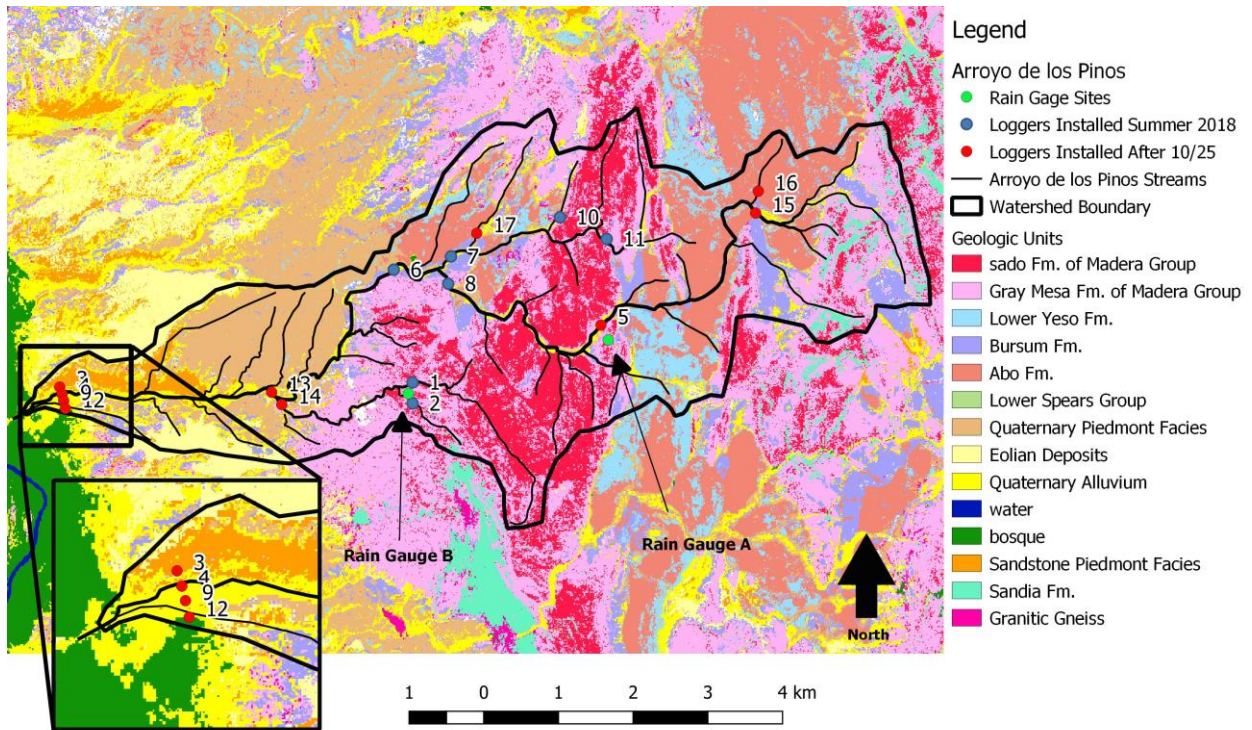 Legend
Arroyo de los Pinos
Rain Gage Sites
Loggers Installed Summer 2018
Loggers Installed After 10/25
Arroyo de los Pinos Streams
Watershed Boundary
Geologic Units
sado Fm. of Madera Group
Gray Mesa Fm. of Madera Group
Lower Yeso Fm.
Bursum Fm.
Abo Fm.
Lower Spears Group
Quaternary Piedmont Facies
Eolian Deposits
Quaternary Alluvium
water
bosque
Sandstone Piedmont Facies
Sandia Fm.
Granitic Gneiss
16
15
10
17
11
7
6
8
5
1
2
13
14
3
9
12
Rain Gauge B
Rain Gauge A
3
4
9
12
North
1 0 1 2 3 4 km